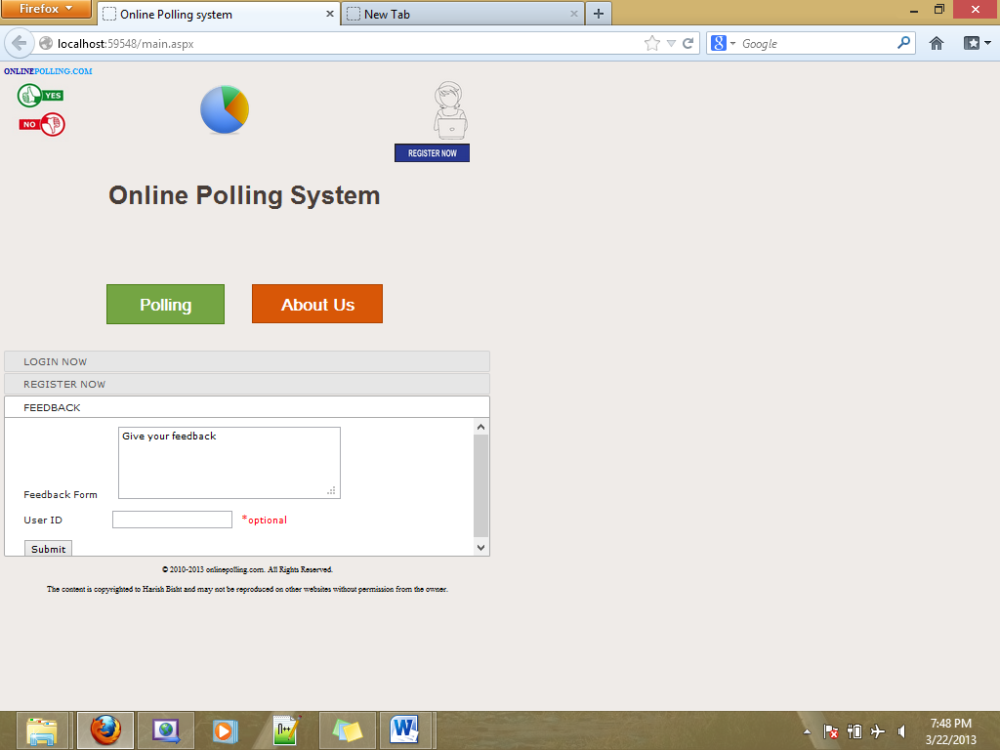 Firefox
Online Polling system
New Tab
localhost:59548/main.aspx
8
Google
ONLINEPOLLING.COM
YES
NO
REGISTER NOW
Online Polling System
Polling
About Us
LOGIN NOW
REGISTER NOW
FEEDBACK
Give your feedback
Feedback Form
User ID
*optional
Submit
© 2010-2013 onlinepolling.com. All Rights Reserved.
The content is copyrighted to Harish Bisht and may not be reproduced on other websites without permission from the owner.
W
7:48 PM
3/22/2013